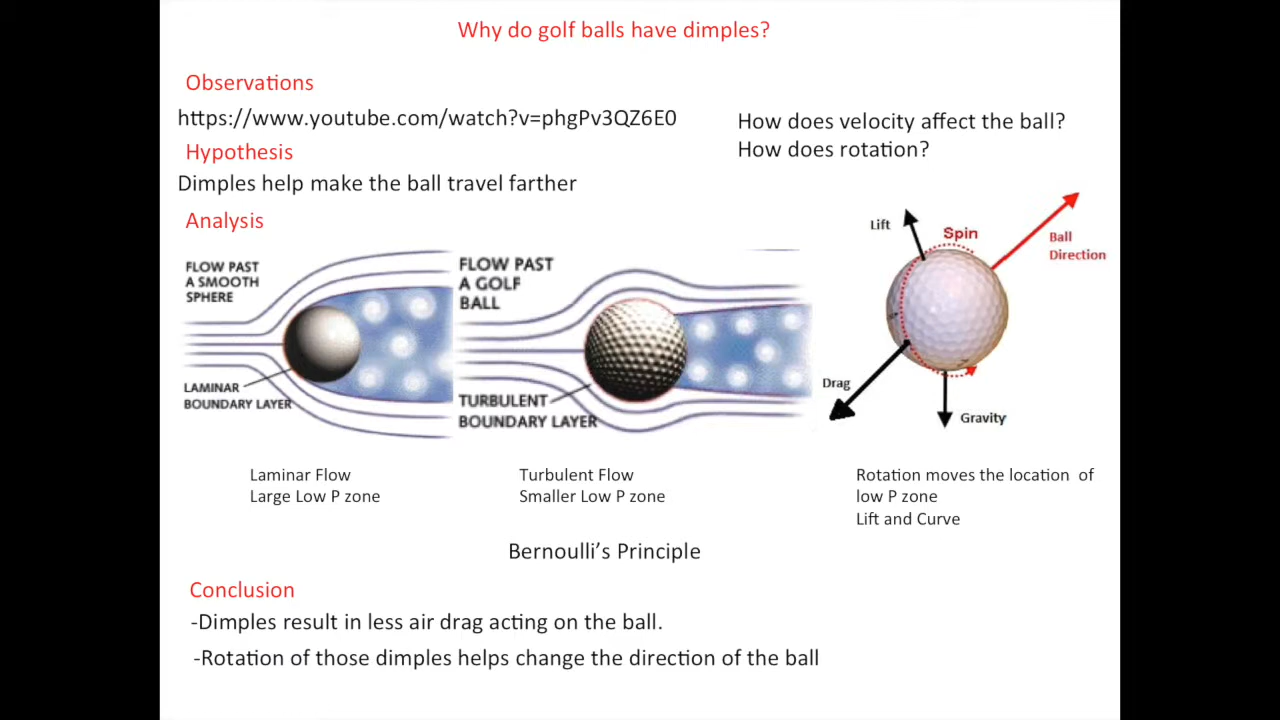 Why do golf balls have dimples?
Observations
https://www.youtube.com/watch?v=phgPv3QZ6E0
How does velocity affect the ball?
How does rotation?
Hypothesis
Dimples help make the ball travel farther
Analysis
FLOW PAST
A SMOOTH
SPHERE
LAMINAR
BOUNDARY LAYER
FLOW PAST
A GOLF
BALL
TURBULENT
BOUNDARY LAYER
Lift
Spin
Ball
Direction
Drag
Gravity
Laminar Flow
Large Low P zone
Turbulent Flow
Smaller Low P zone
Rotation moves the location of
low P zone
Lift and Curve
Bernoulli’s Principle
Conclusion
-Dimples result in less air drag acting on the ball.
-Rotation of those dimples helps change the direction of the ball